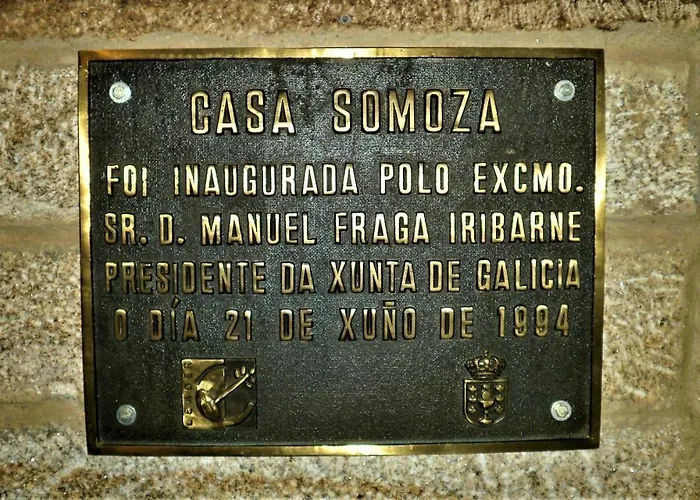 CASA SOMOZA
FOI INAUGURADA POLO EXCMO.
SR. D. MANUEL FRAGA IRIBARNE
PRESIDENTE DA XUNTA DE GALICIA
O DÍA 21 DE XUÑO DE 1994